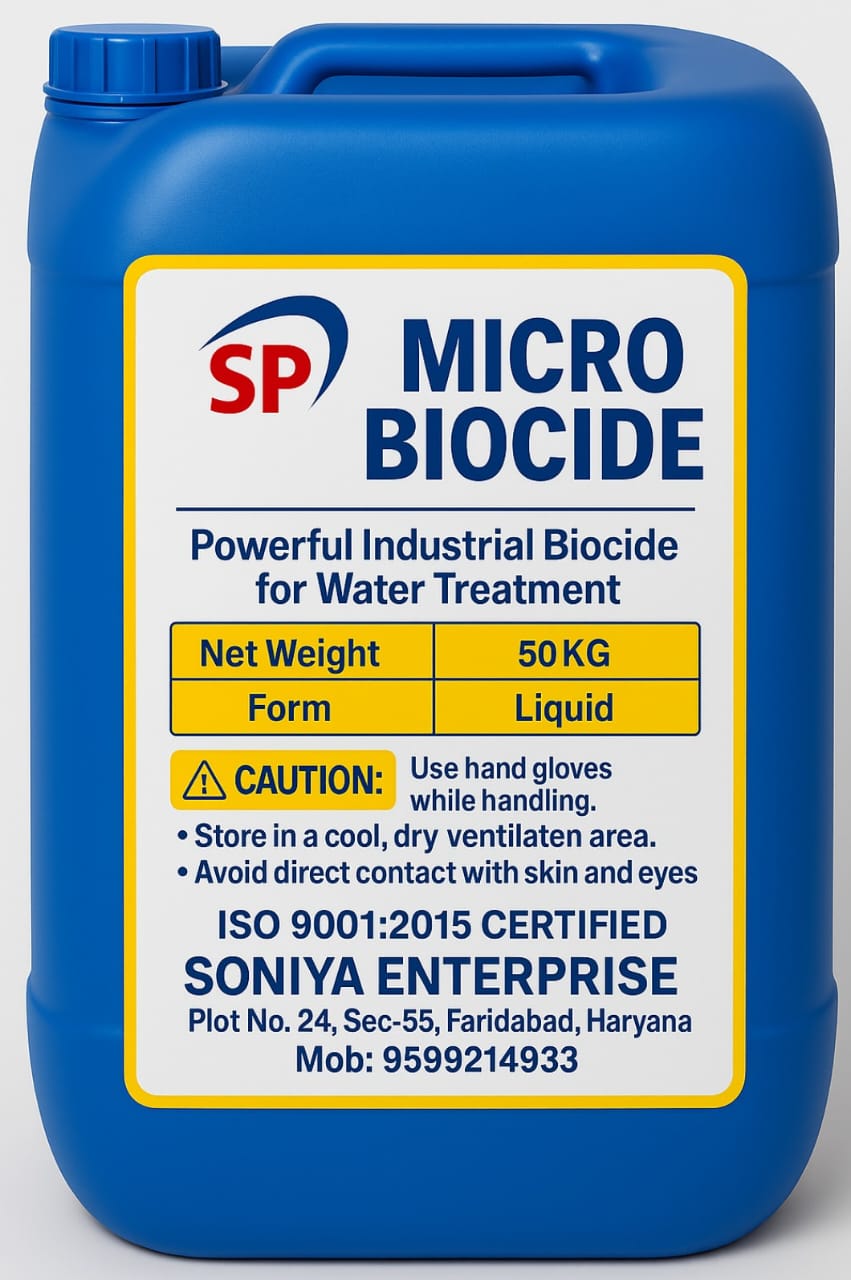 SP
MICRO
BIOCIDE
Powerful Industrial Biocide
for Water Treatment
Net Weight 50 KG
Form Liquid
CAUTION: Use hand gloves
while handling.
• Store in a cool, dry ventilaten area.
• Avoid direct contact with skin and eyes
ISO 9001:2015 CERTIFIED
SONIYA ENTERPRISE
Plot No. 24, Sec-55, Faridabad, Haryana
Mob: 9599214933